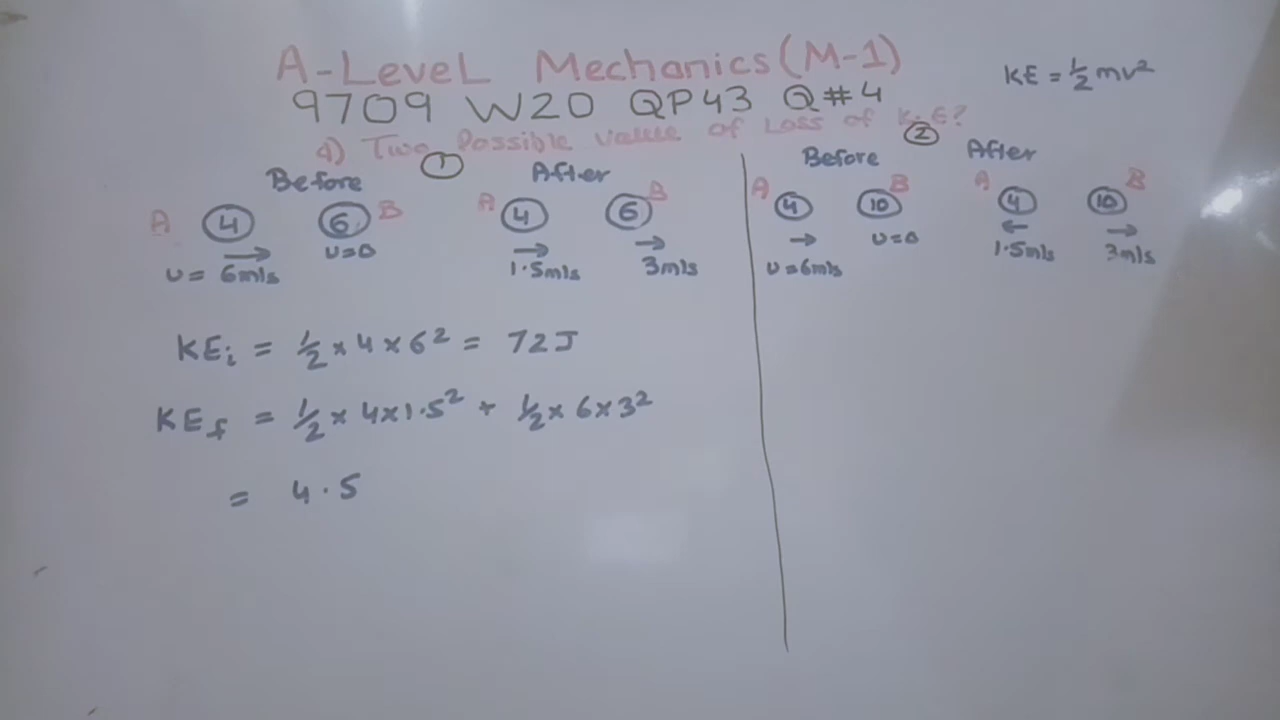 A-Level Mechanics (M-1)
KE = ½mv²
9709 W20 QP43 Q#4
4) Two Possible Value of Loss of K.E?
① Before After
A 4 6 B A 4 6 B
u = 6m/s u=0 1.5m/s 3m/s
KEi = ½ × 4 × 6² = 72J
KEf = ½ × 4 × 1.5² + ½ × 6 × 3²
= 4.5
② Before After
A 4 10 B A 4 10 B
u = 6m/s u=0 1.5m/s 3m/s